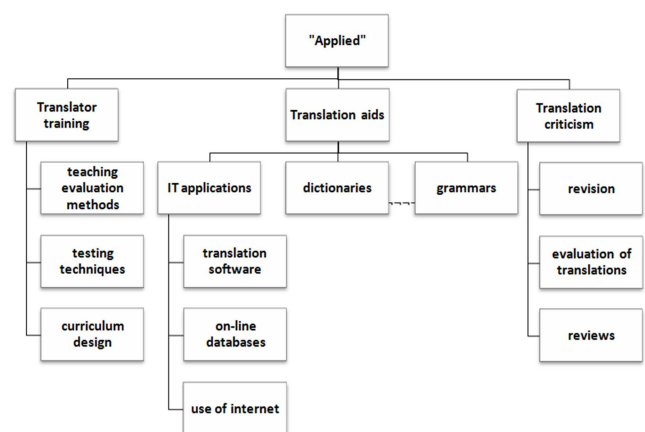 "Applied"
Translator
training
Translation aids
Translation
criticism
teaching
evaluation
methods
IT applications
dictionaries
grammars
revision
testing
techniques
translation
software
evaluation of
translations
curriculum
design
on-line
databases
reviews
use of internet